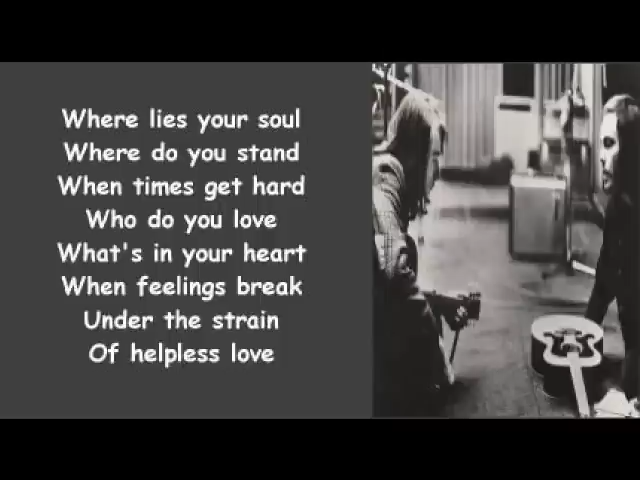 Where lies your soul
Where do you stand
When times get hard
Who do you love
What's in your heart
When feelings break
Under the strain
Of helpless love